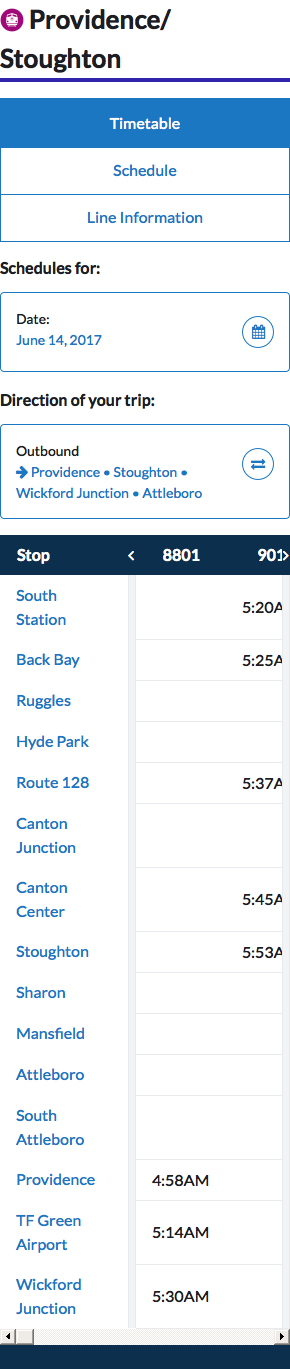 Providence/
Stoughton
Timetable
Schedule
Line Information
Schedules for:
Date:
June 14, 2017
Direction of your trip:
Outbound
Providence • Stoughton •
Wickford Junction • Attleboro
Stop 8801 901
South
Station 5:20A
Back Bay 5:25A
Ruggles
Hyde Park
Route 128 5:37A
Canton
Junction
Canton
Center 5:45A
Stoughton 5:53A
Sharon
Mansfield
Attleboro
South
Attleboro
Providence 4:58AM
TF Green
Airport 5:14AM
Wickford
Junction 5:30AM